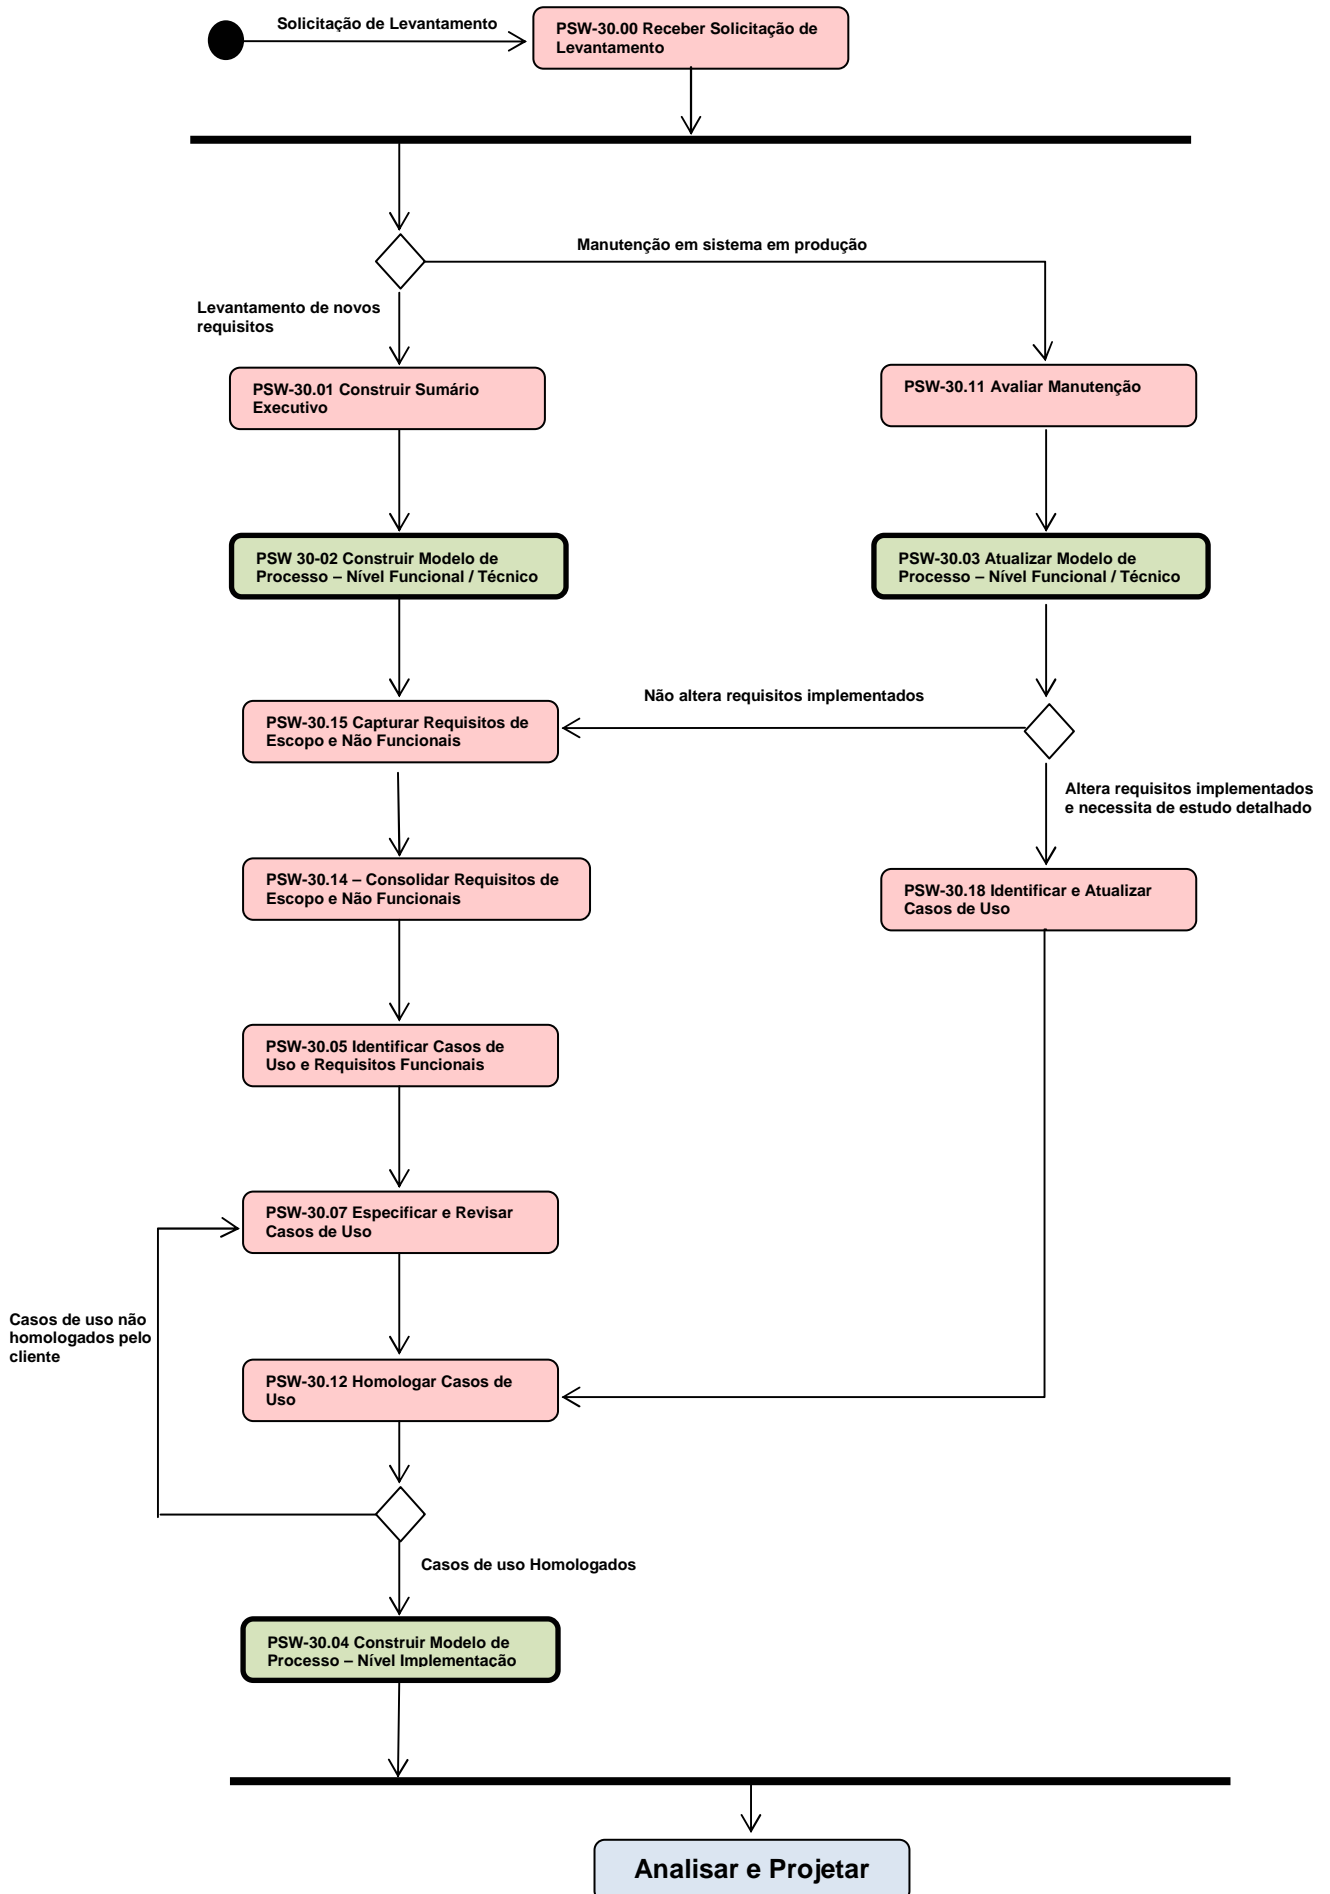 Solicitação de Levantamento
PSW-30.00 Receber Solicitação de
Levantamento
Manutenção em sistema em produção
Levantamento de novos
requisitos
PSW-30.01 Construir Sumário
Executivo
PSW-30.11 Avaliar Manutenção
PSW 30-02 Construir Modelo de
Processo – Nível Funcional / Técnico
PSW-30.03 Atualizar Modelo de
Processo – Nível Funcional / Técnico
Não altera requisitos implementados
PSW-30.15 Capturar Requisitos de
Escopo e Não Funcionais
Altera requisitos implementados
e necessita de estudo detalhado
PSW-30.14 – Consolidar Requisitos de
Escopo e Não Funcionais
PSW-30.18 Identificar e Atualizar
Casos de Uso
PSW-30.05 Identificar Casos de
Uso e Requisitos Funcionais
PSW-30.07 Especificar e Revisar
Casos de Uso
Casos de uso não
homologados pelo
cliente
PSW-30.12 Homologar Casos de
Uso
Casos de uso Homologados
PSW-30.04 Construir Modelo de
Processo – Nível Implementação
Analisar e Projetar